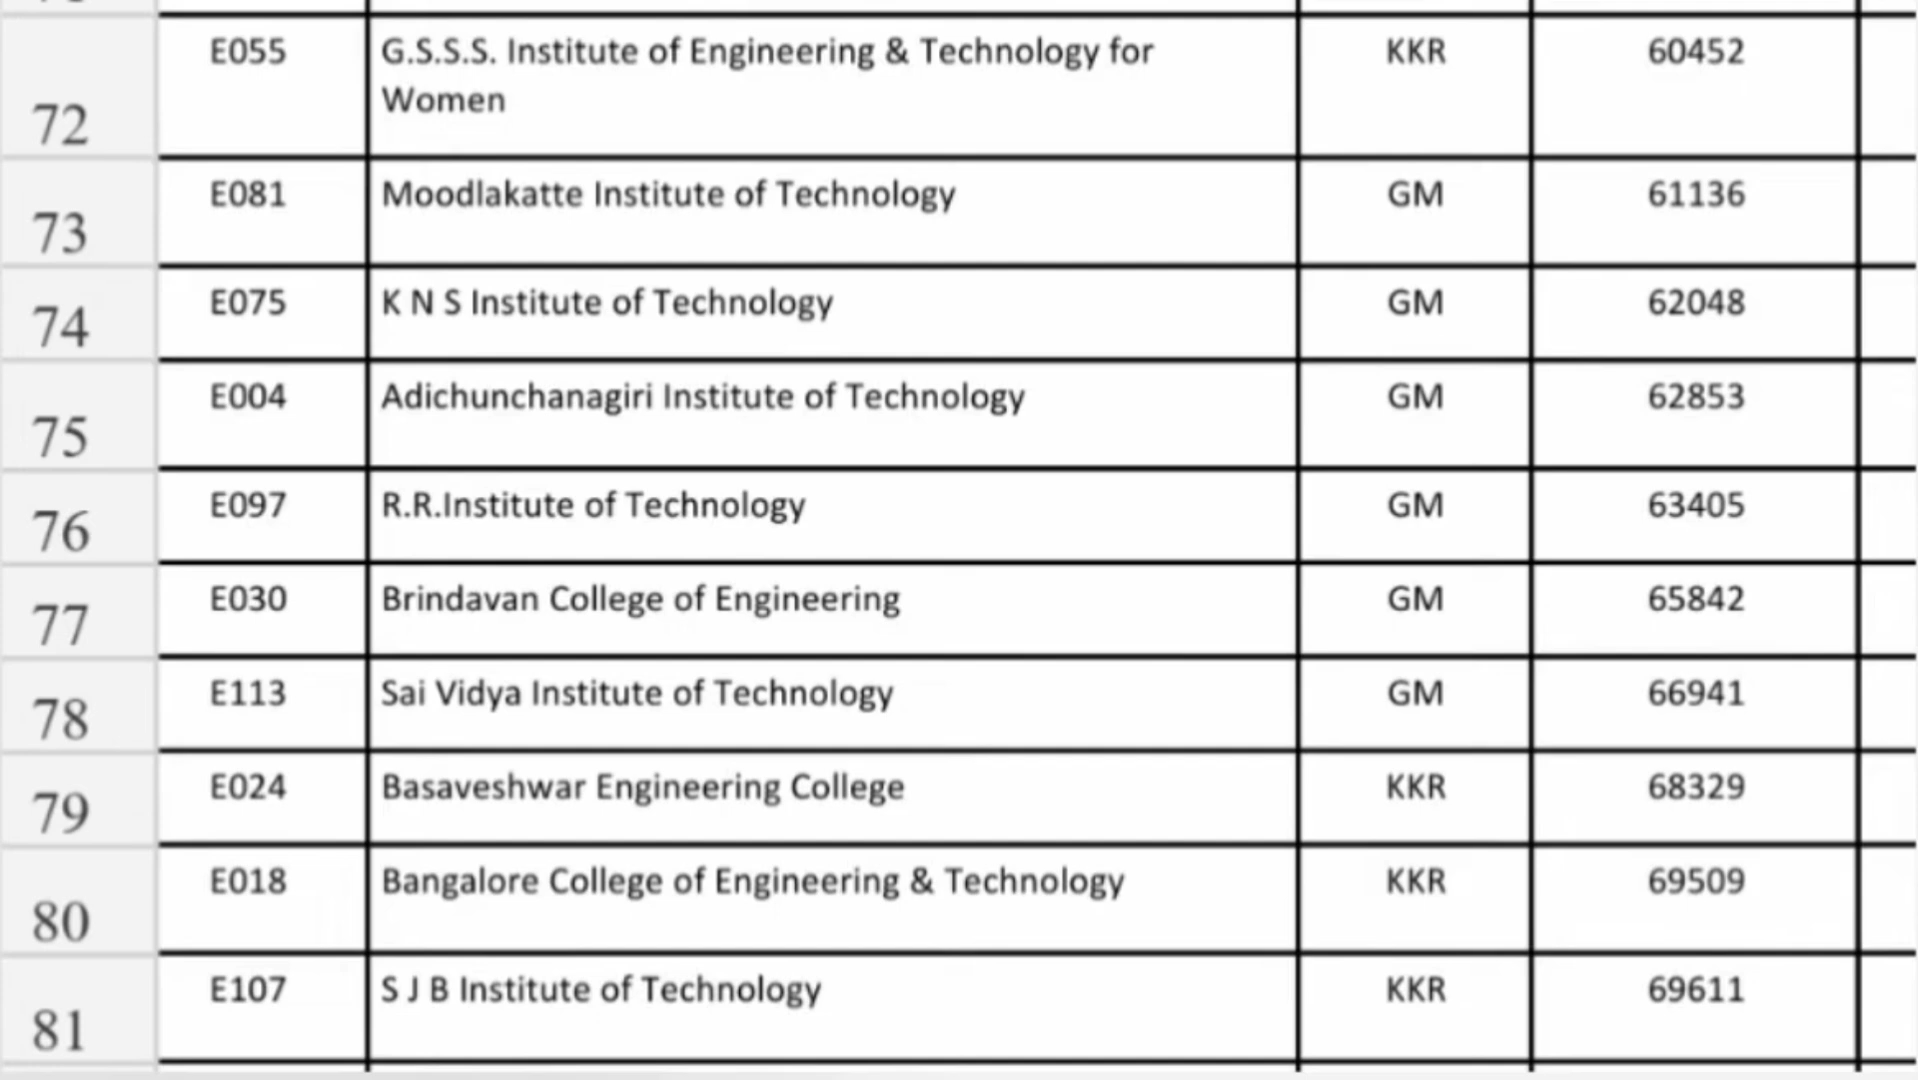 72 E055 G.S.S.S. Institute of Engineering & Technology for Women KKR 60452
73 E081 Moodlakatte Institute of Technology GM 61136
74 E075 K N S Institute of Technology GM 62048
75 E004 Adichunchanagiri Institute of Technology GM 62853
76 E097 R.R.Institute of Technology GM 63405
77 E030 Brindavan College of Engineering GM 65842
78 E113 Sai Vidya Institute of Technology GM 66941
79 E024 Basaveshwar Engineering College KKR 68329
80 E018 Bangalore College of Engineering & Technology KKR 69509
81 E107 S J B Institute of Technology KKR 69611